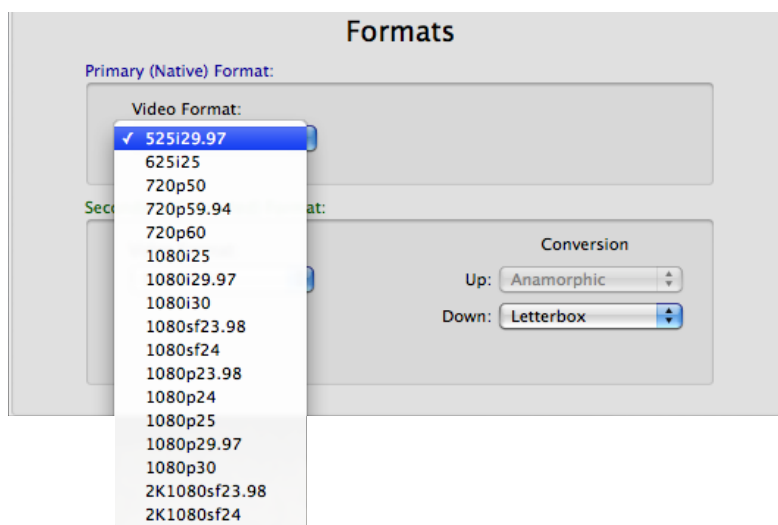 Formats
Primary (Native) Format:
Video Format:
✓ 525i29.97
625i25
720p50
720p59.94
720p60
1080i25
1080i29.97
1080i30
1080sf23.98
1080sf24
1080p23.98
1080p24
1080p25
1080p29.97
1080p30
2K1080sf23.98
2K1080sf24
Conversion
Up: Anamorphic
Down: Letterbox